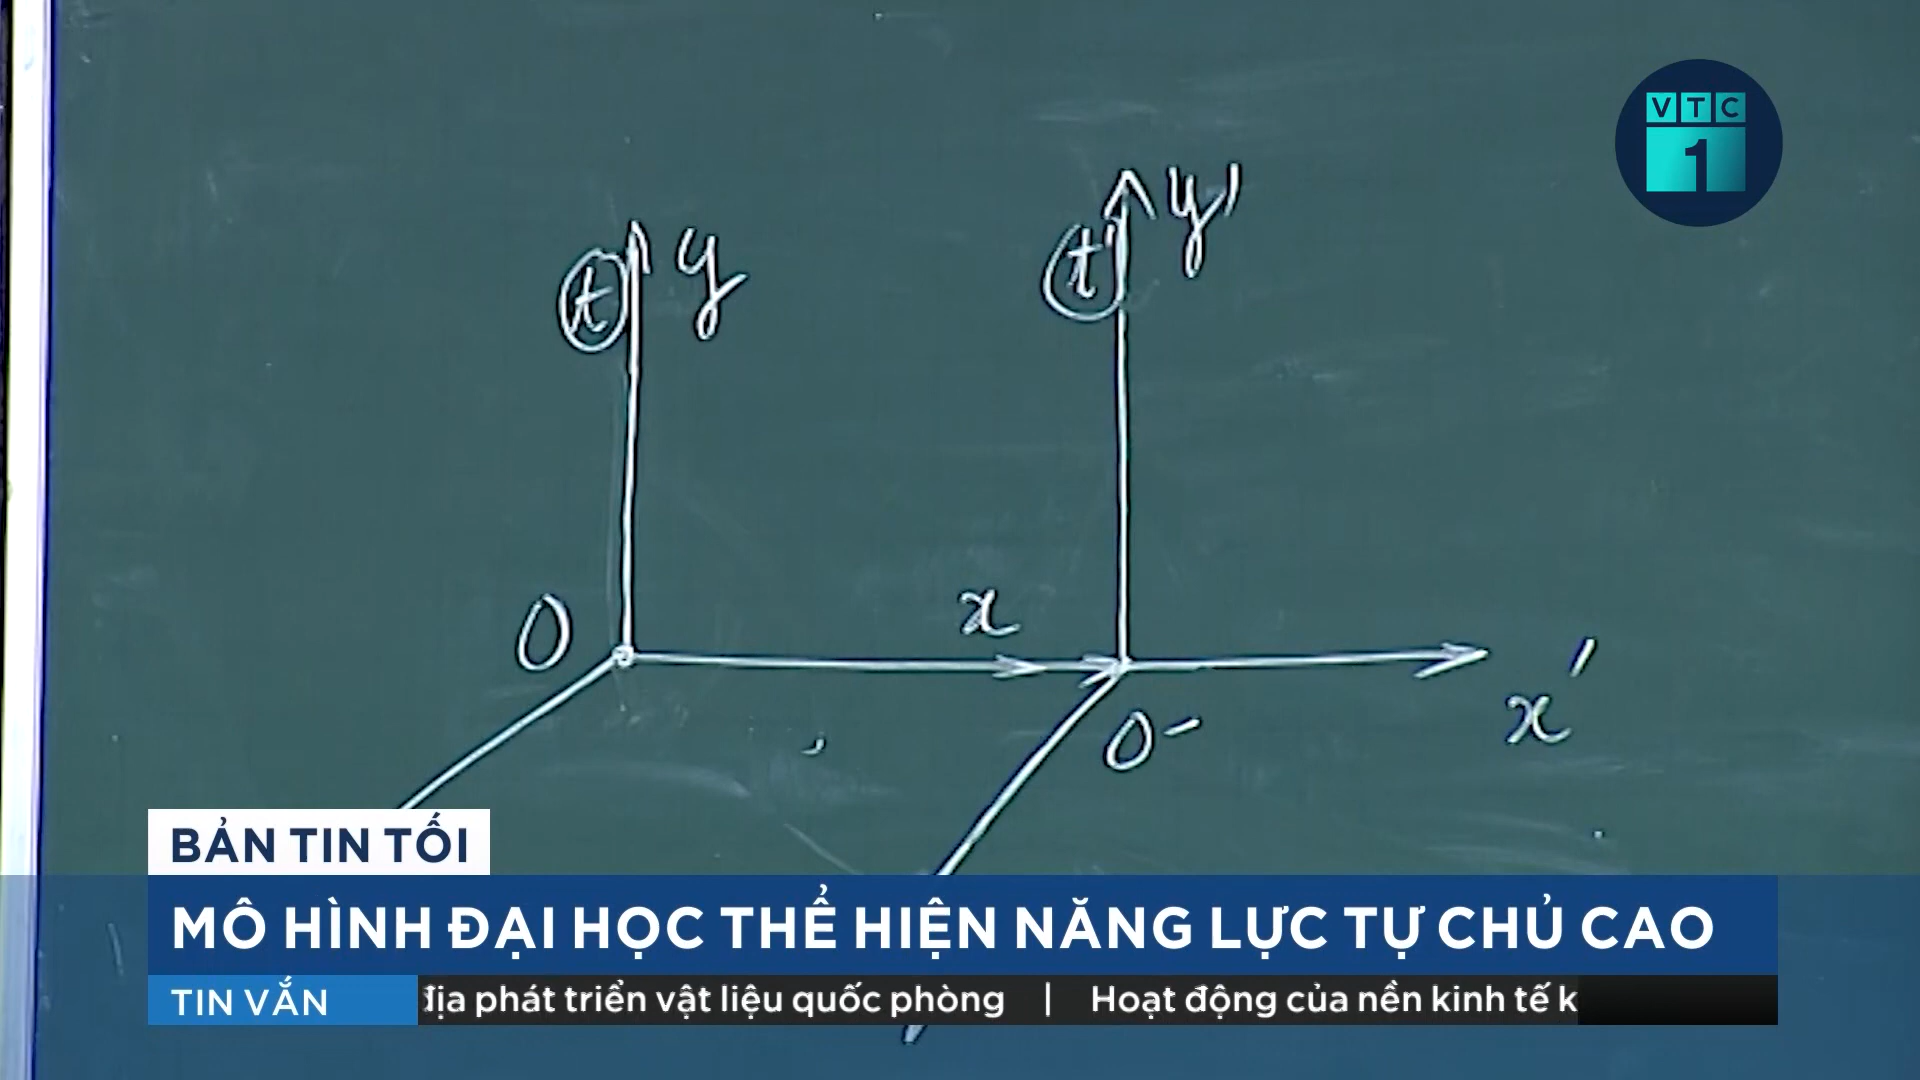 VTC
1
y'
t'
t
y
x
O
x'
O'
BẢN TIN TỐI
MÔ HÌNH ĐẠI HỌC THỂ HIỆN NĂNG LỰC TỰ CHỦ CAO
TIN VẮN
địa phát triển vật liệu quốc phòng | Hoạt động của nền kinh tế k